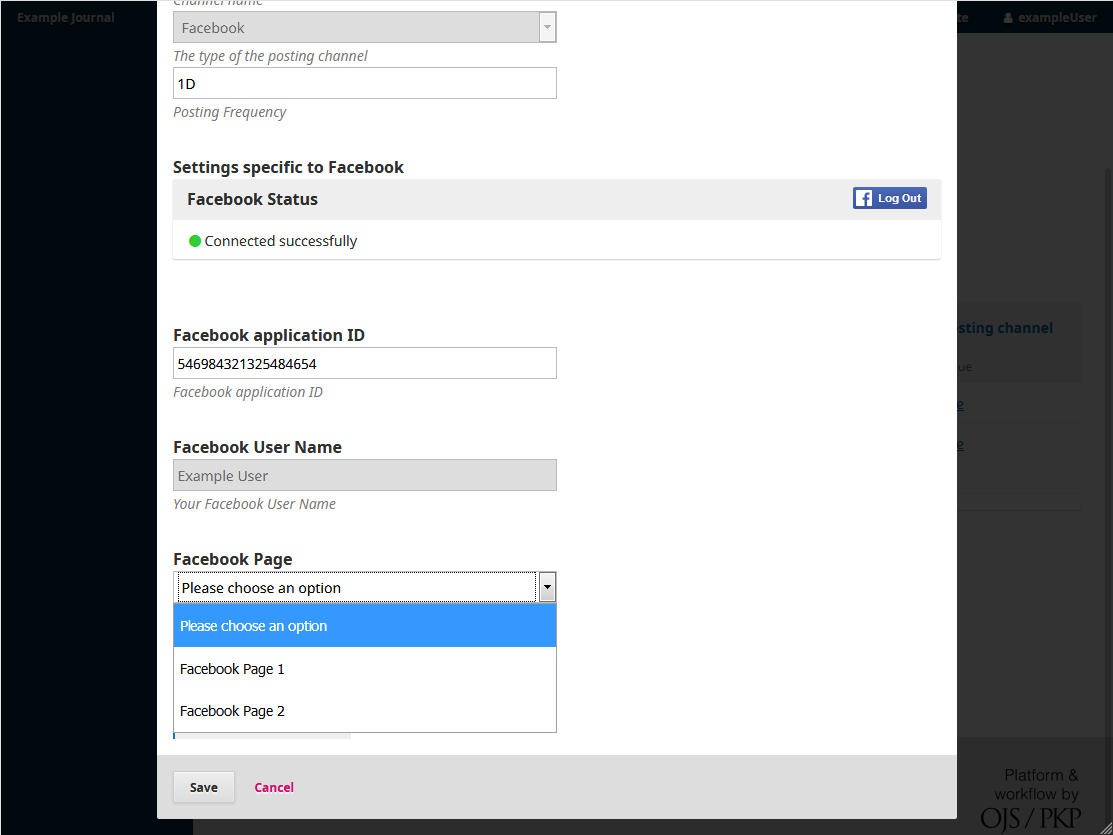 Example Journal
exampleUser
Channel name
Facebook
The type of the posting channel
1D
Posting Frequency
Settings specific to Facebook
Facebook Status
Log Out
Connected successfully
Facebook application ID
546984321325484654
Facebook application ID
Facebook User Name
Example User
Your Facebook User Name
Facebook Page
Please choose an option
Please choose an option
Facebook Page 1
Facebook Page 2
Save
Cancel
channel
Platform &
workflow by
OJS / PKP